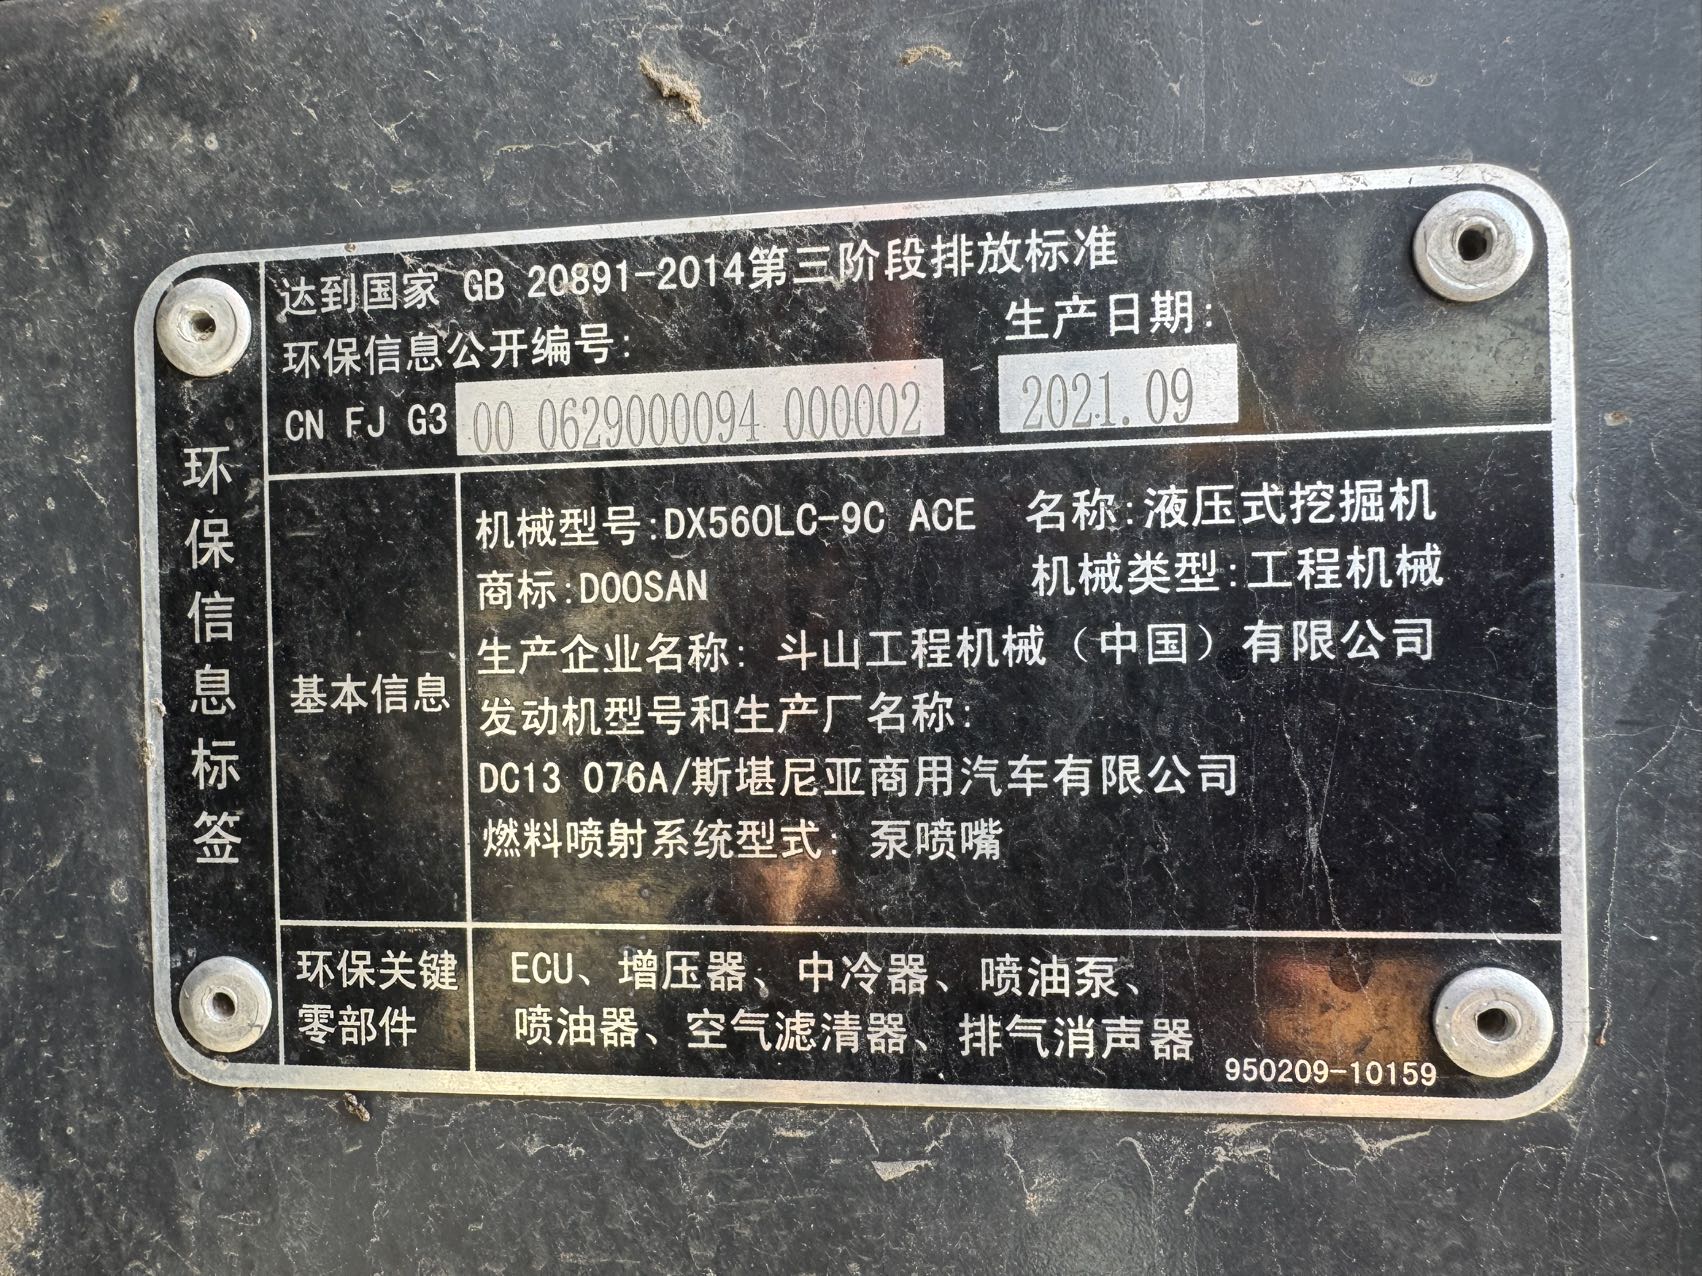 环保信息标签
达到国家 GB 20891-2014第三阶段排放标准
环保信息公开编号:
生产日期:
CN FJ G3 00 0629000094 000002
2021.09
基本信息
机械型号:DX560LC-9C ACE 名称:液压式挖掘机
商标:DOOSAN 机械类型:工程机械
生产企业名称: 斗山工程机械（中国）有限公司
发动机型号和生产厂名称:
DC13 076A/斯堪尼亚商用汽车有限公司
燃料喷射系统型式: 泵喷嘴
环保关键
零部件
ECU、增压器、中冷器、喷油泵、
喷油器、空气滤清器、排气消声器
950209-10159